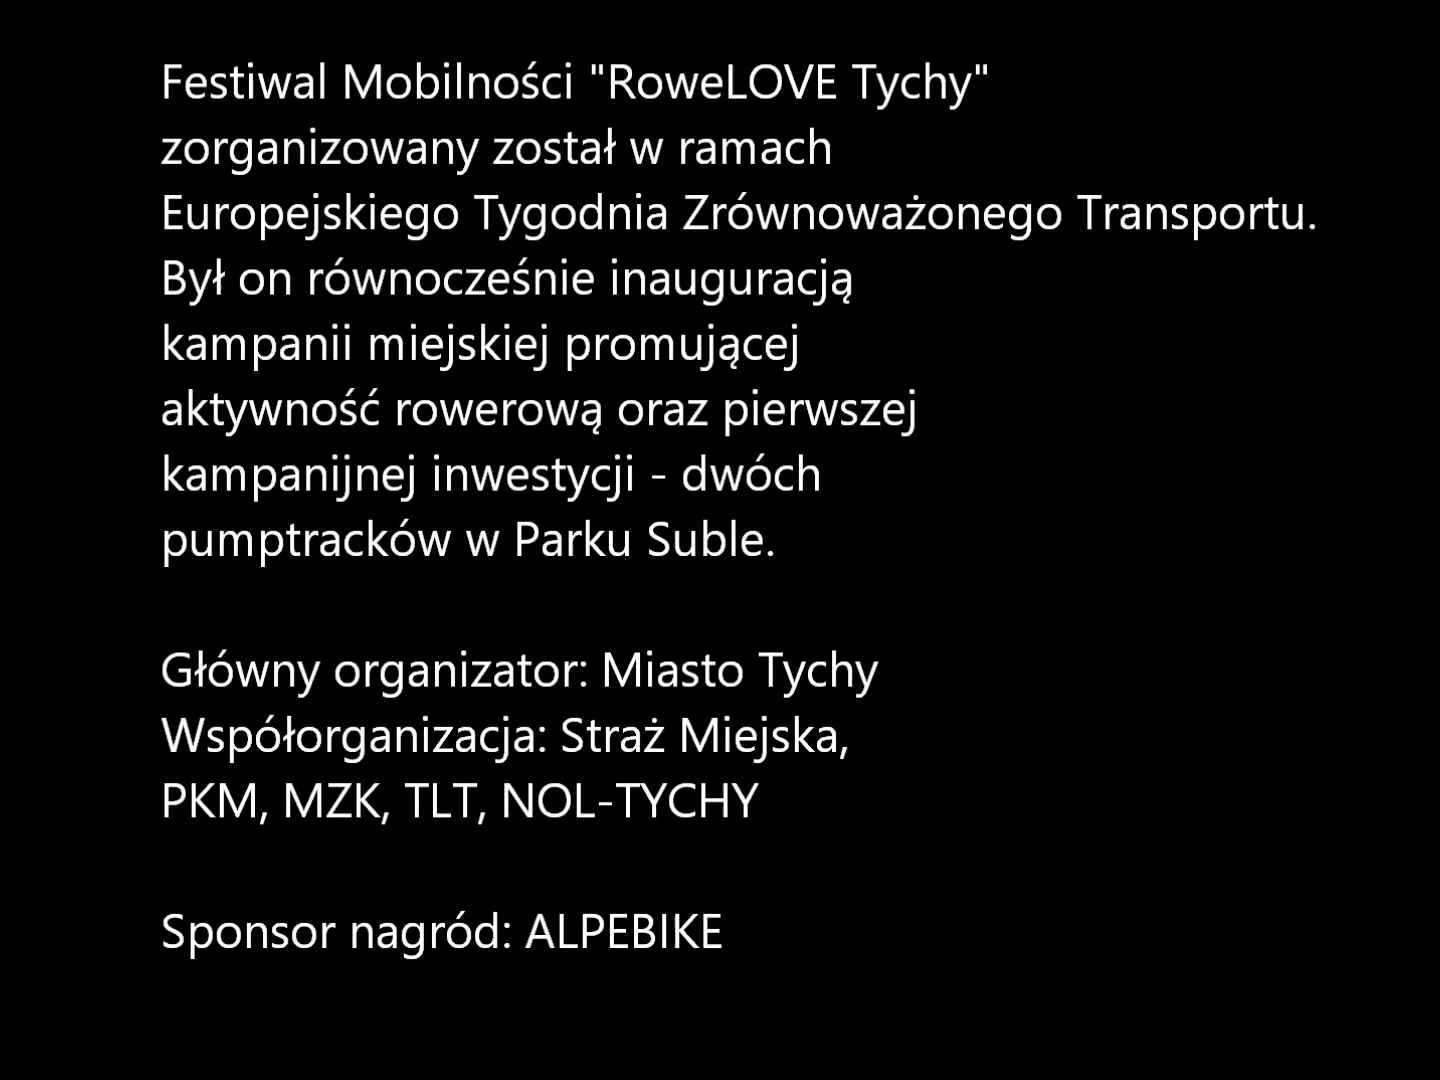 Festiwal Mobilności "RoweLOVE Tychy"
zorganizowany został w ramach
Europejskiego Tygodnia Zrównoważonego Transportu.
Był on równocześnie inauguracją
kampanii miejskiej promującej
aktywność rowerową oraz pierwszej
kampanijnej inwestycji - dwóch
pumptracków w Parku Suble.
Główny organizator: Miasto Tychy
Współorganizacja: Straż Miejska,
PKM, MZK, TLT, NOL-TYCHY
Sponsor nagród: ALPEBIKE